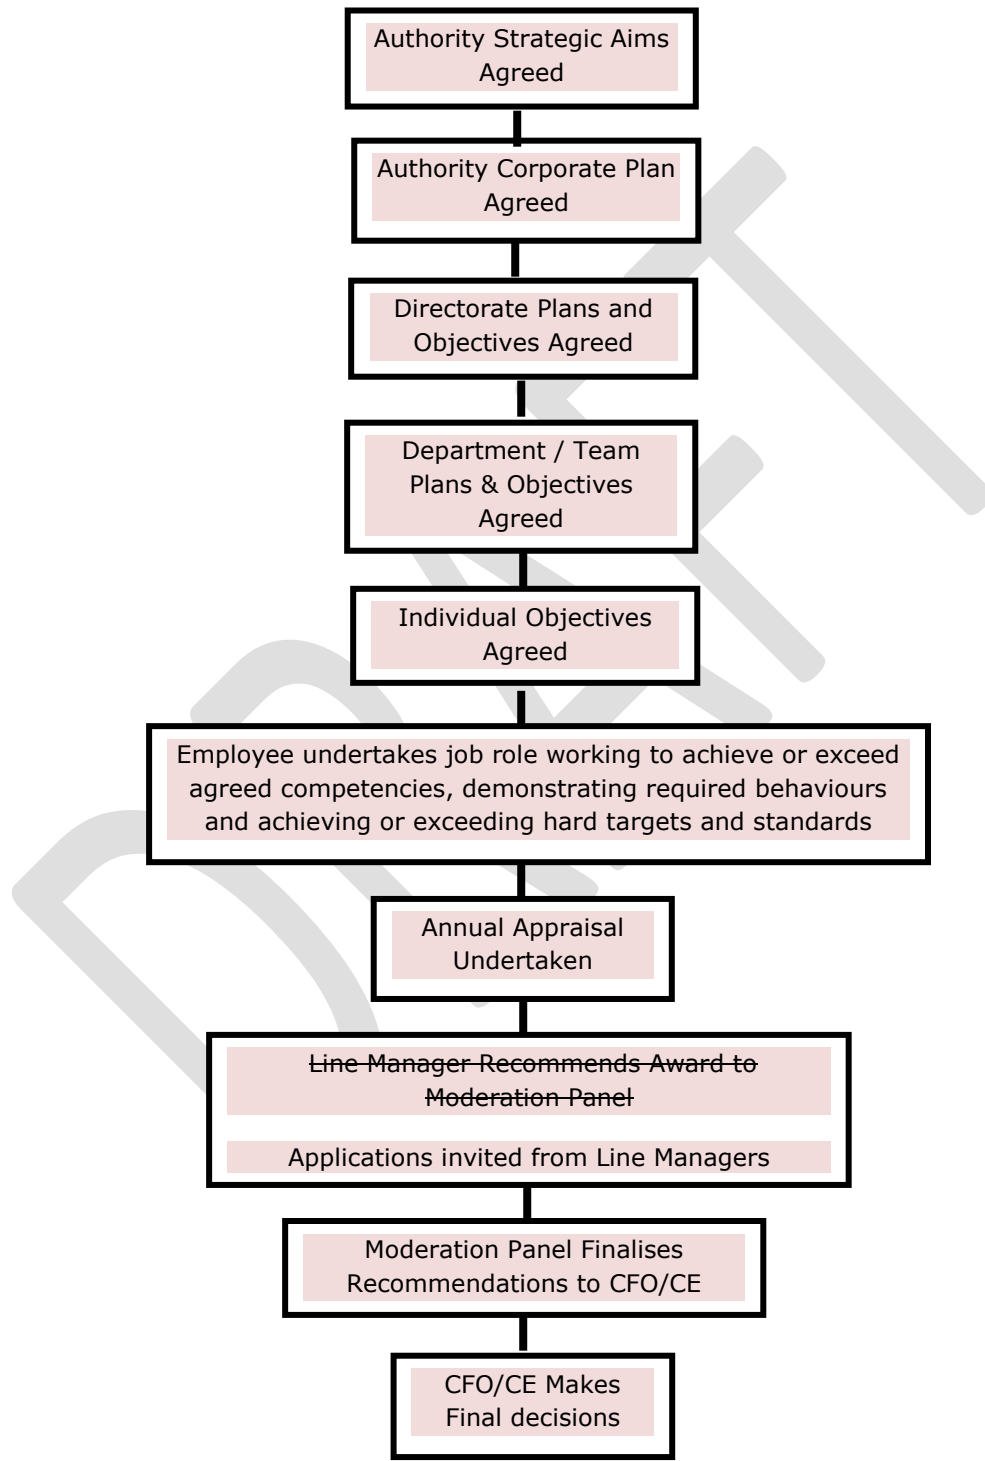 Authority Strategic Aims
Agreed
Authority Corporate Plan
Agreed
Directorate Plans and
Objectives Agreed
Department / Team
Plans & Objectives
Agreed
Individual Objectives
Agreed
Employee undertakes job role working to achieve or exceed
agreed competencies, demonstrating required behaviours
and achieving or exceeding hard targets and standards
Annual Appraisal
Undertaken
Line Manager Recommends Award to
Moderation Panel
Applications invited from Line Managers
Moderation Panel Finalises
Recommendations to CFO/CE
CFO/CE Makes
Final decisions
DRAFT